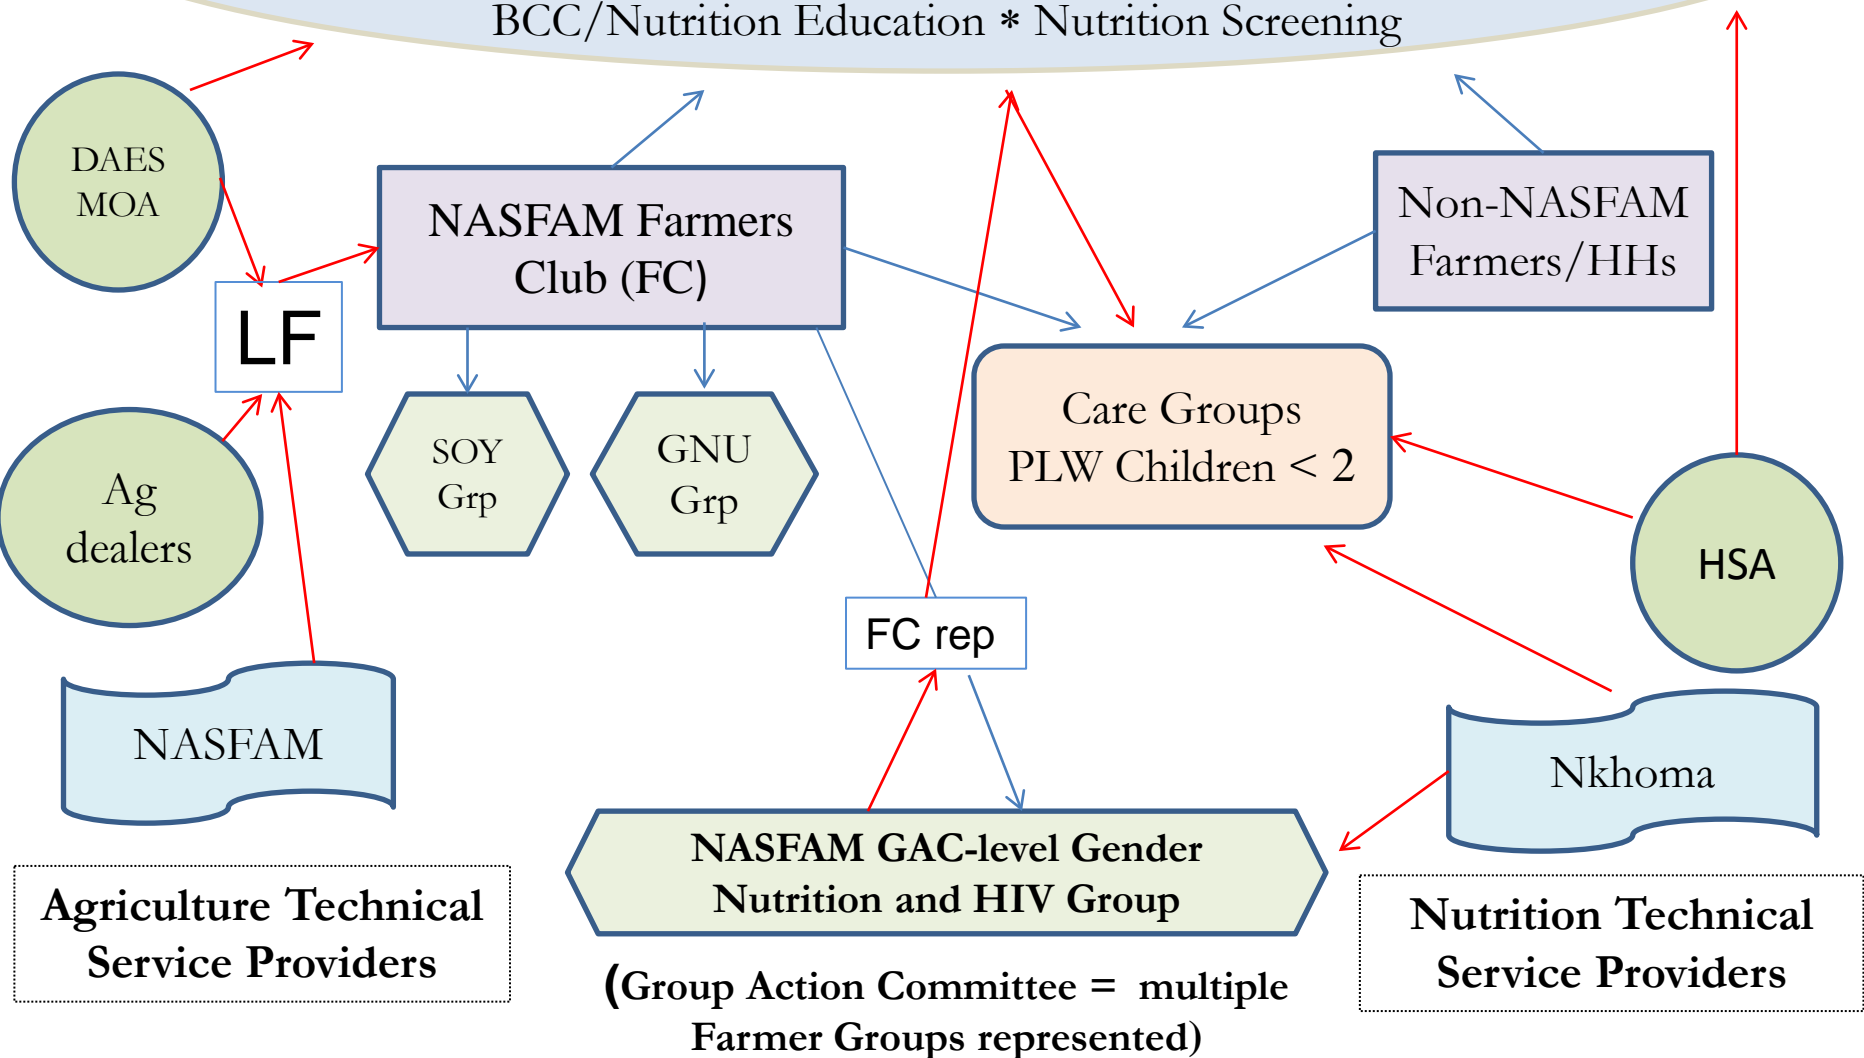 BCC/Nutrition Education * Nutrition Screening
DAES
MOA
NASFAM Farmers
Club (FC)
Non-NASFAM
Farmers/HHs
LF
SOY
Grp
GNU
Grp
Care Groups
PLW Children < 2
Ag
dealers
HSA
FC rep
NASFAM
Nkhoma
NASFAM GAC-level Gender
Nutrition and HIV Group
Agriculture Technical
Service Providers
Nutrition Technical
Service Providers
(Group Action Committee = multiple
Farmer Groups represented)